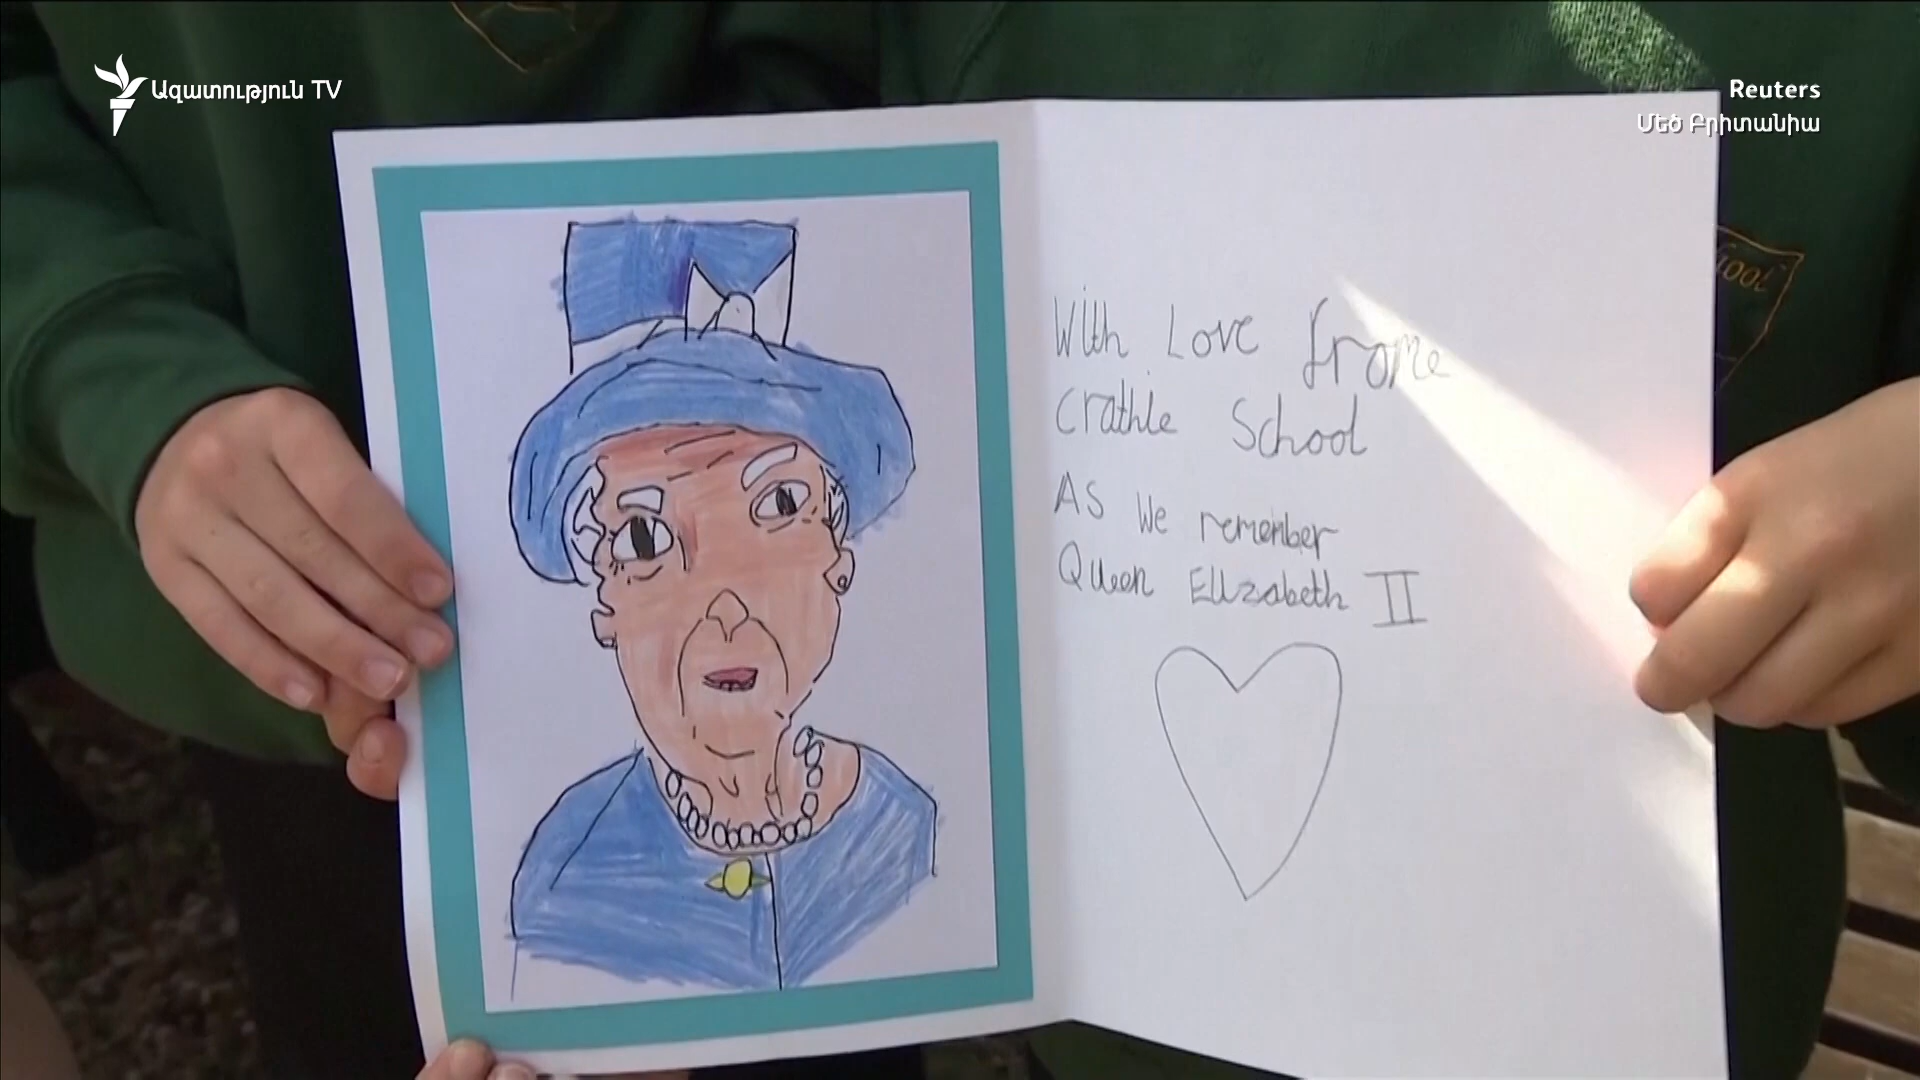 Ազատություն TV
Reuters
Մեծ Բրիտանիա
With Love frome
Crathie School
As We remember
Queen Elizabeth II